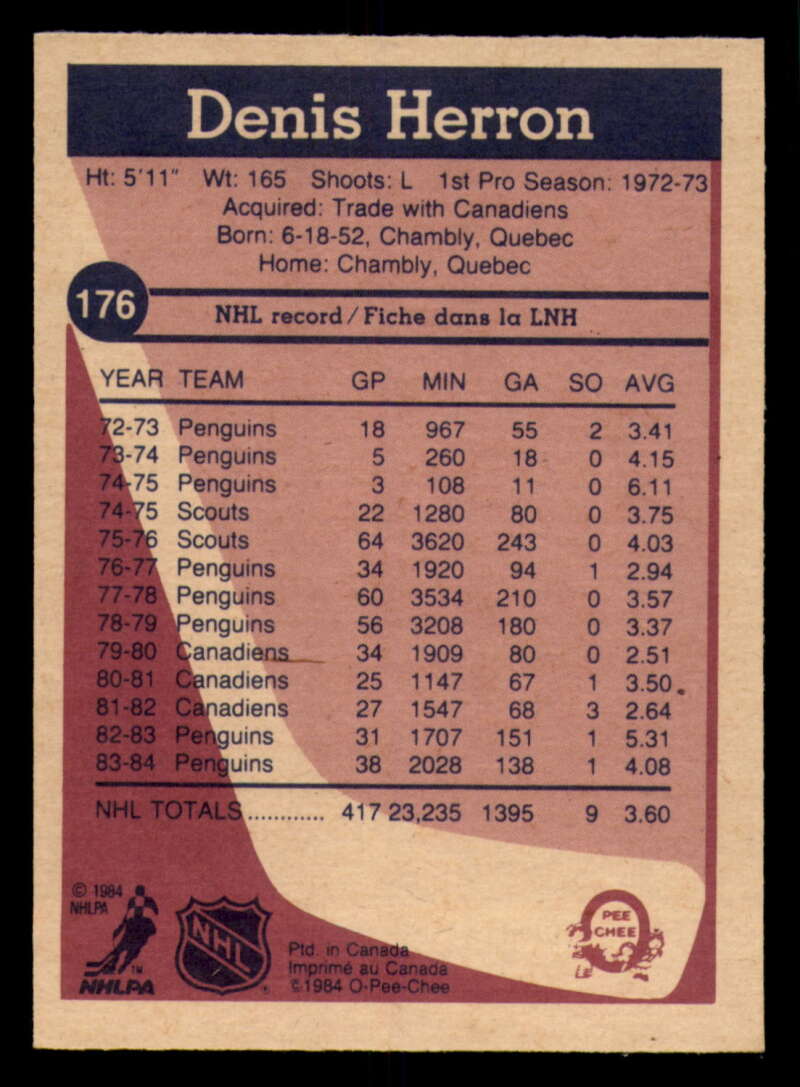 Denis Herron
Ht: 5'11" Wt: 165 Shoots: L 1st Pro Season: 1972-73
Acquired: Trade with Canadiens
Born: 6-18-52, Chambly, Quebec
Home: Chambly, Quebec
176
NHL record/Fiche dans la LNH
YEAR TEAM GP MIN GA SO AVG
72-73 Penguins 18 967 55 2 3.41
73-74 Penguins 5 260 18 0 4.15
74-75 Penguins 3 108 11 0 6.11
74-75 Scouts 22 1280 80 0 3.75
75-76 Scouts 64 3620 243 0 4.03
76-77 Penguins 34 1920 94 1 2.94
77-78 Penguins 60 3534 210 0 3.57
78-79 Penguins 56 3208 180 0 3.37
79-80 Canadiens 34 1909 80 0 2.51
80-81 Canadiens 25 1147 67 1 3.50
81-82 Canadiens 27 1547 68 3 2.64
82-83 Penguins 31 1707 151 1 5.31
83-84 Penguins 38 2028 138 1 4.08
NHL TOTALS............ 417 23,235 1395 9 3.60
© 1984
NHLPA
TM
NHLPA
NHL
®
Ptd. in Canada
Imprimé au Canada
©1984 O-Pee-Chee
PEE
CHEE